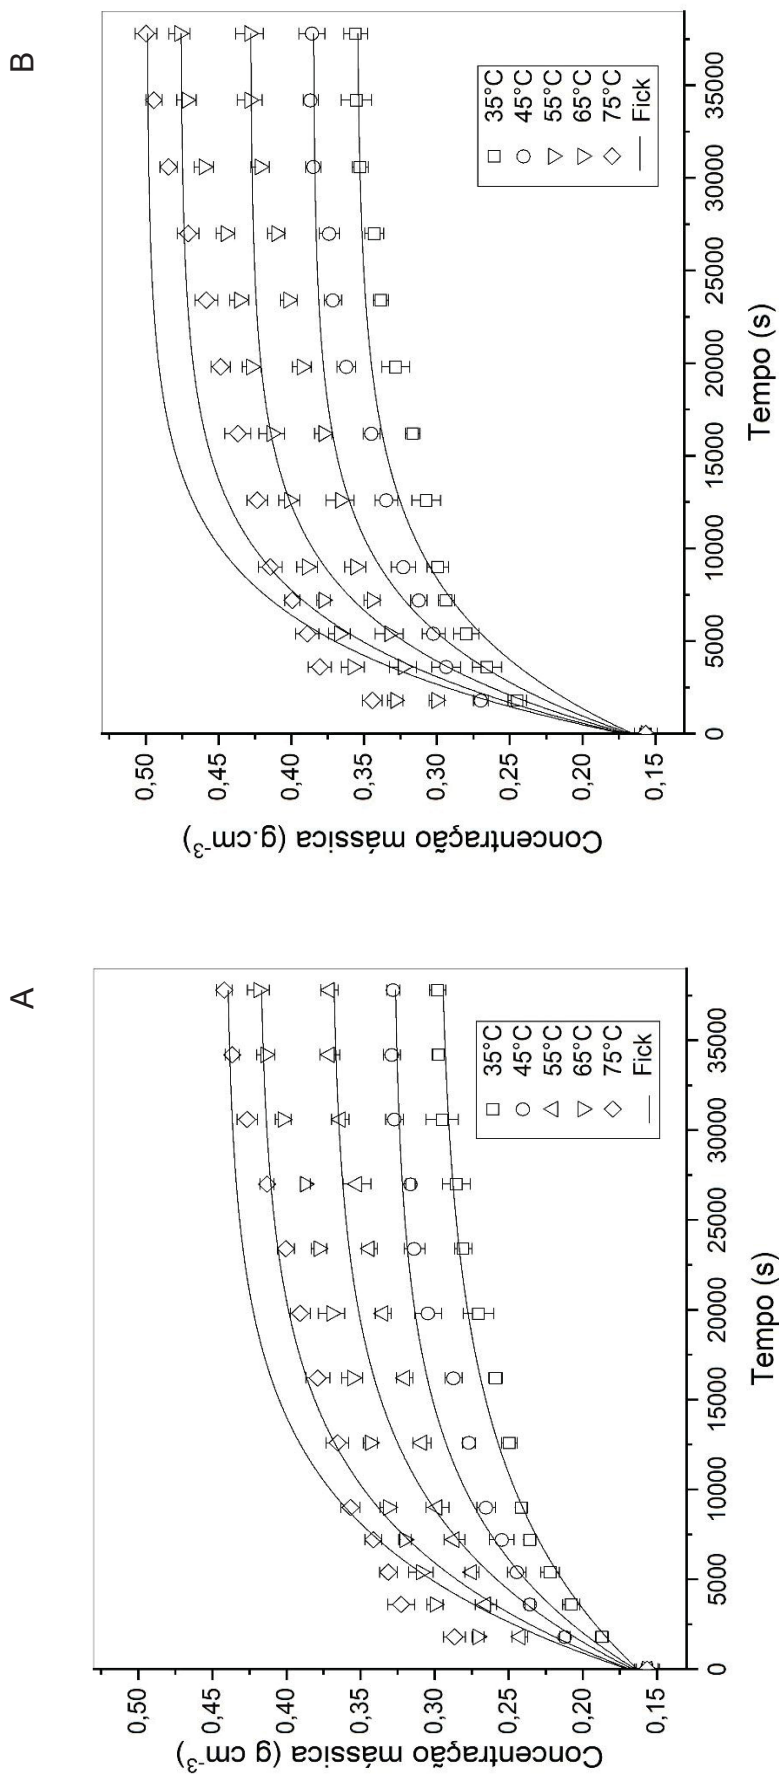 A
Concentração mássica (g cm-3)
0,50
0,45
0,40
0,35
0,30
0,25
0,20
0,15
0
5000
10000
15000
20000
25000
30000
35000
Tempo (s)
35°C
45°C
55°C
65°C
75°C
Fick
B
Concentração mássica (g.cm-3)
0,50
0,45
0,40
0,35
0,30
0,25
0,20
0,15
0
5000
10000
15000
20000
25000
30000
35000
Tempo (s)
35°C
45°C
55°C
65°C
75°C
Fick